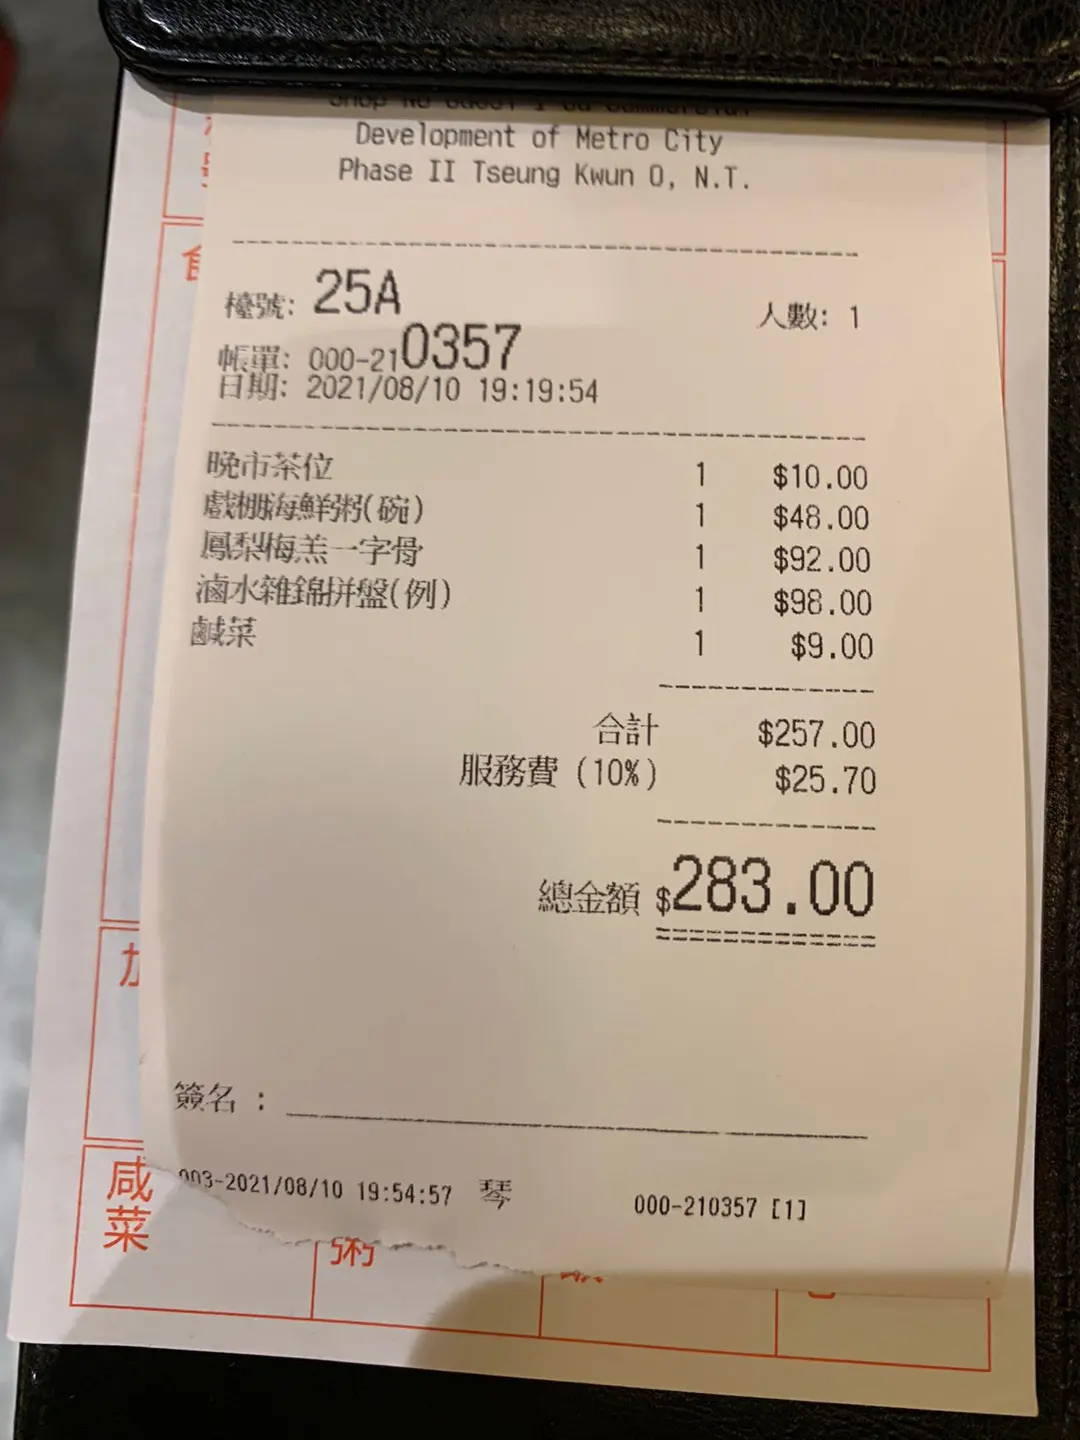 Development of Metro City
Phase II Tseung Kwun O, N.T.
檯號: 25A 人數: 1
帳單: 000-210357
日期: 2021/08/10 19:19:54
晚市茶位 1 $10.00
戲棚海鮮粥(碗) 1 $48.00
鳳梨梅羔一字骨 1 $92.00
滷水雜錦拼盤(例) 1 $98.00
鹹菜 1 $9.00
合計 $257.00
服務費 (10%) $25.70
總金額 $283.00
簽名 :
003-2021/08/10 19:54:57 琴 000-210357 [1]
咸菜
粥